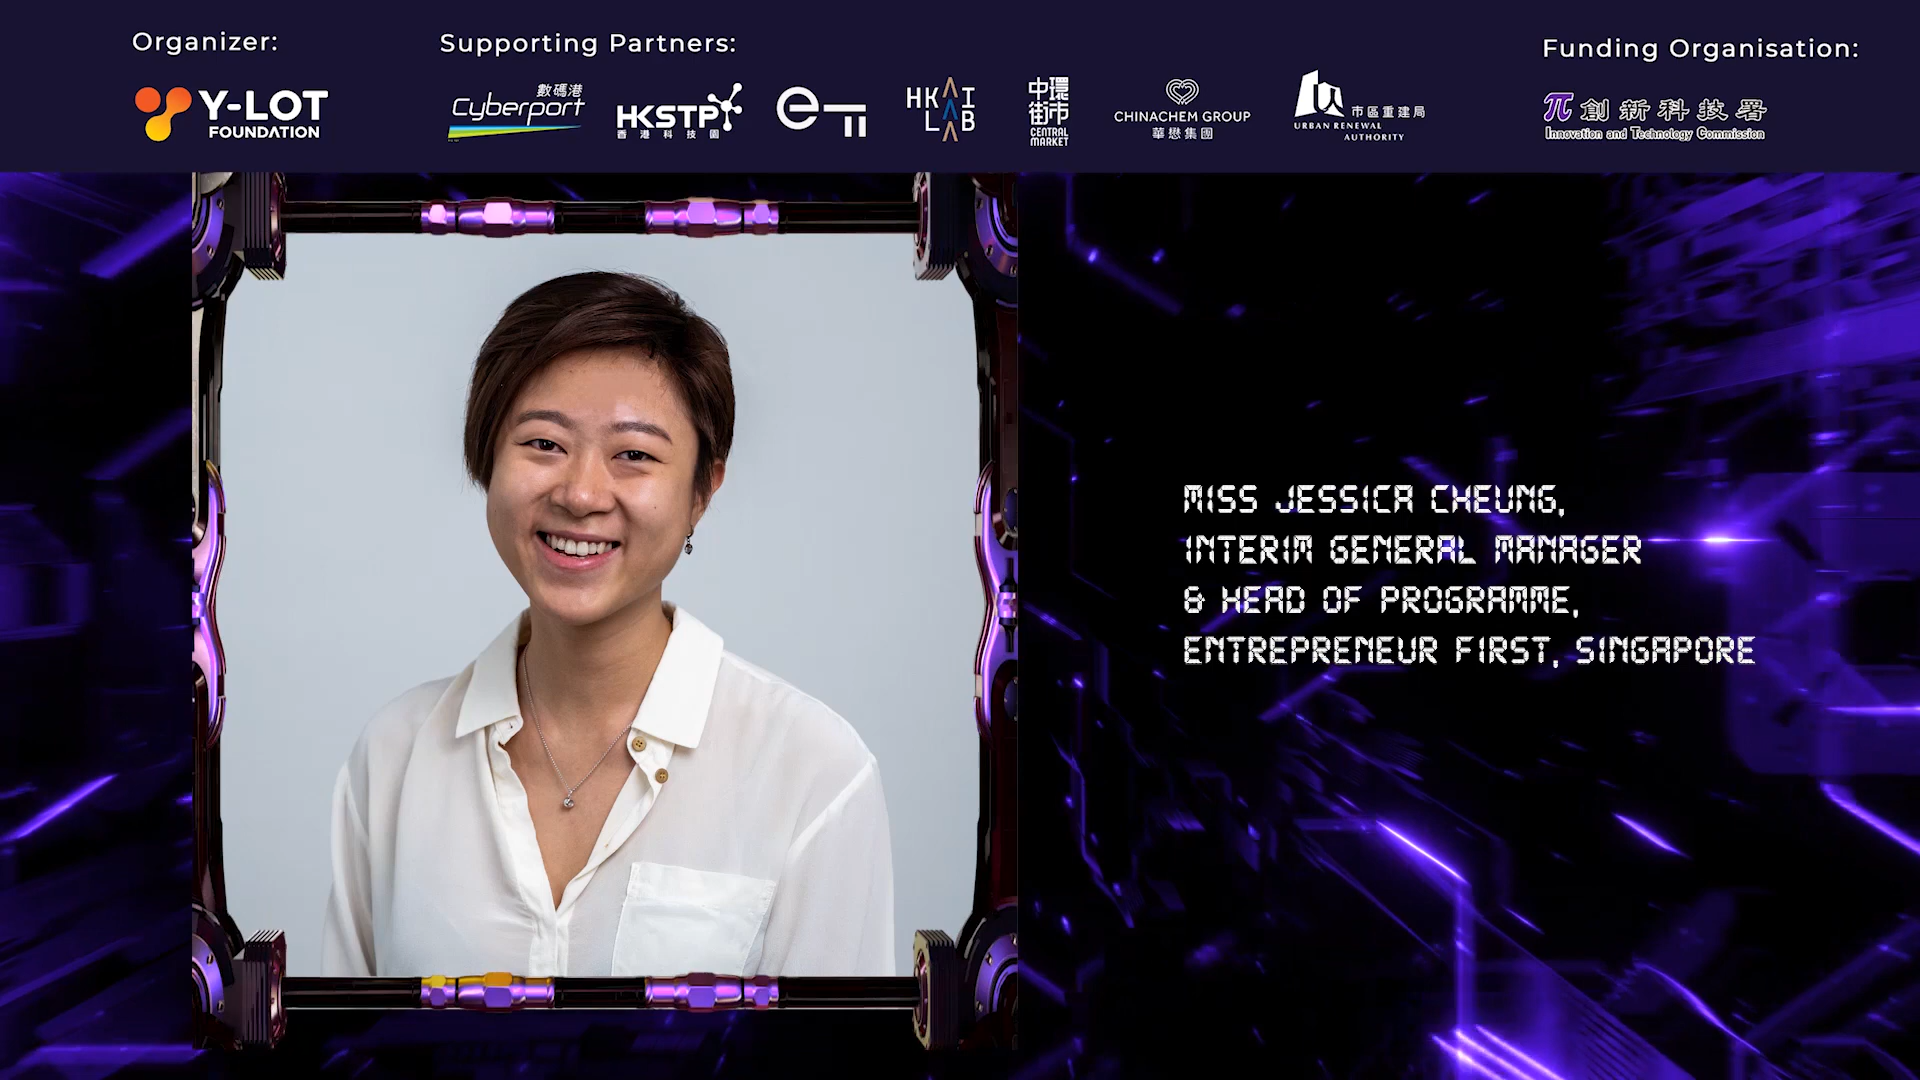 Organizer:
Supporting Partners:
Funding Organisation:
Y-LOT
FOUNDATION
數碼港
Cyberport
HKSTP
香港科技園
HK AI
LAB
中環
街市
CENTRAL
MARKET
CHINACHEM GROUP
華懋集團
市區重建局
URBAN RENEWAL
AUTHORITY
創新科技署
Innovation and Technology Commission
MISS JESSICA CHEUNG,
INTERIM GENERAL MANAGER
& HEAD OF PROGRAMME,
ENTREPRENEUR FIRST, SINGAPORE